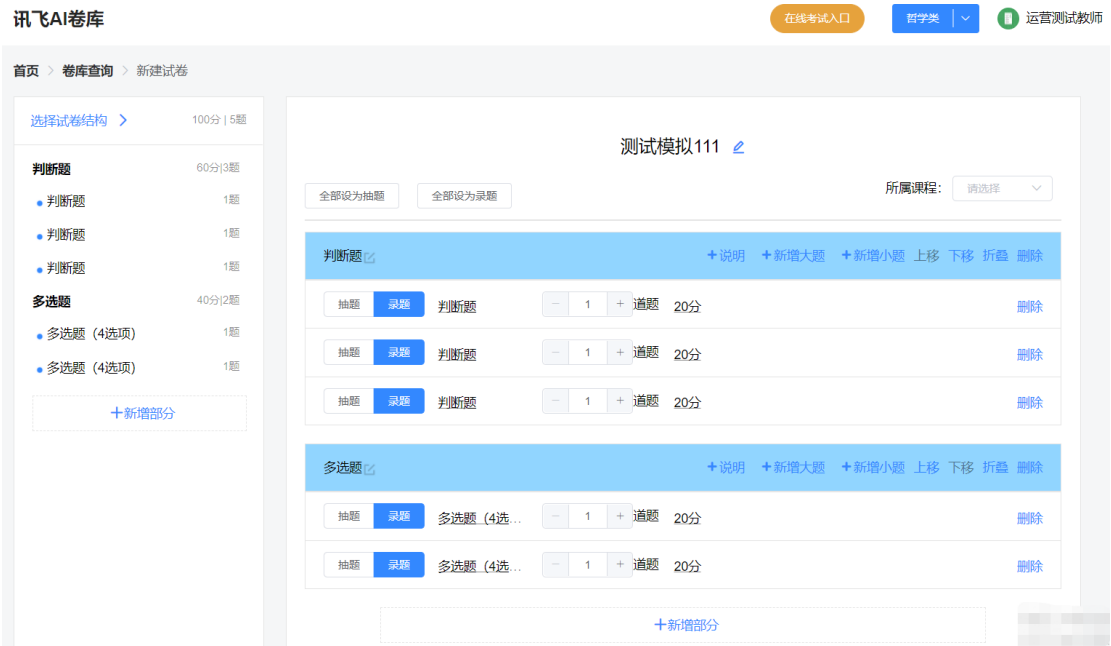 讯飞AI卷库
在线考试入口
哲学类
运营测试教师
首页 > 卷库查询 > 新建试卷
选择试卷结构 >
100分 | 5题
判断题 60分|3题
判断题 1题
判断题 1题
判断题 1题
多选题 40分|2题
多选题（4选项） 1题
多选题（4选项） 1题
+新增部分
测试模拟111
全部设为抽题 全部设为录题
所属课程： 请选择
判断题 +说明 +新增大题 +新增小题 上移 下移 折叠 删除
抽题 录题 判断题 − 1 + 道题 20分 删除
抽题 录题 判断题 − 1 + 道题 20分 删除
抽题 录题 判断题 − 1 + 道题 20分 删除
多选题 +说明 +新增大题 +新增小题 上移 下移 折叠 删除
抽题 录题 多选题（4选... − 1 + 道题 20分 删除
抽题 录题 多选题（4选... − 1 + 道题 20分 删除
+新增部分